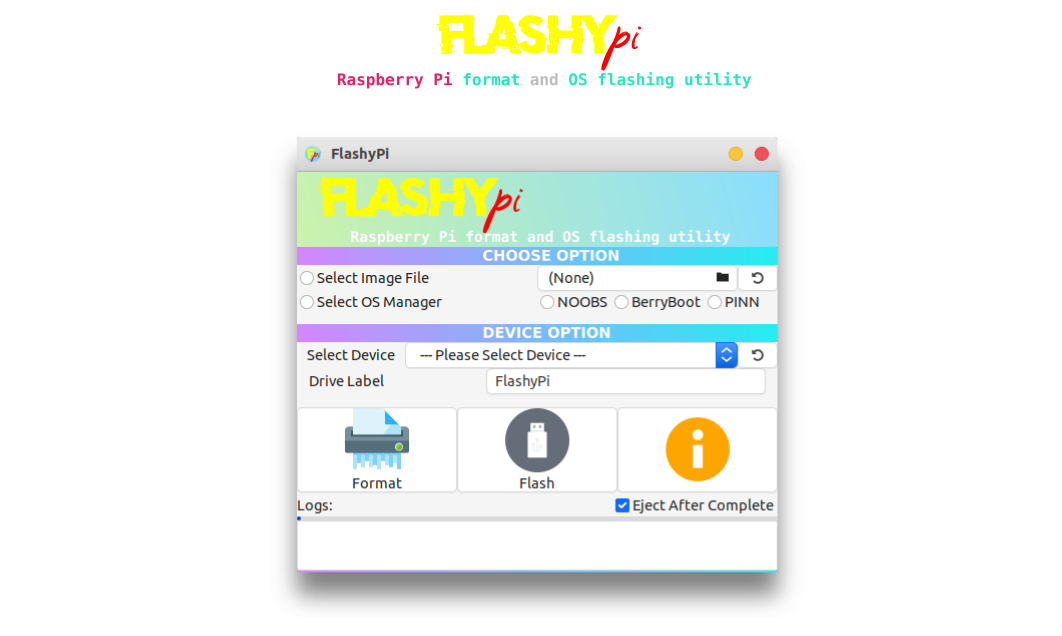 FLASHYpi
Raspberry Pi format and OS flashing utility
FlashyPi
FLASHYpi
Raspberry Pi format and OS flashing utility
CHOOSE OPTION
Select Image File (None)
Select OS Manager NOOBS BerryBoot PINN
DEVICE OPTION
Select Device --- Please Select Device ---
Drive Label FlashyPi
Format Flash
Logs: Eject After Complete